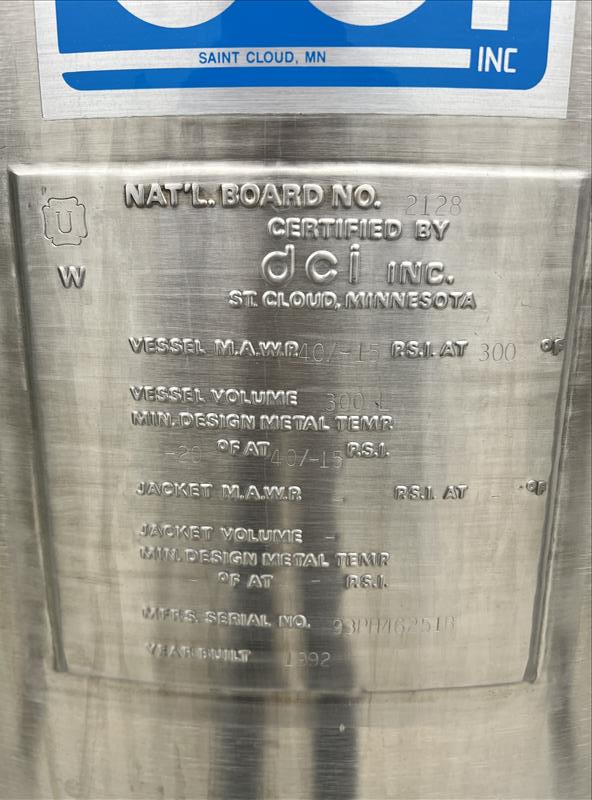 SAINT CLOUD, MN
INC
NAT'L. BOARD NO. 2128
U
CERTIFIED BY
W
dci INC.
ST. CLOUD, MINNESOTA
VESSEL M.A.W.P. 40/-15 P.S.I. AT 300 °F
VESSEL VOLUME 300 L
MIN. DESIGN METAL TEMP.
-20 °F AT 40/-15 P.S.I.
JACKET M.A.W.P. - P.S.I. AT - °F
JACKET VOLUME -
MIN. DESIGN METAL TEMP.
- °F AT - P.S.I.
MFR'S. SERIAL NO.
YEAR BUILT 1992